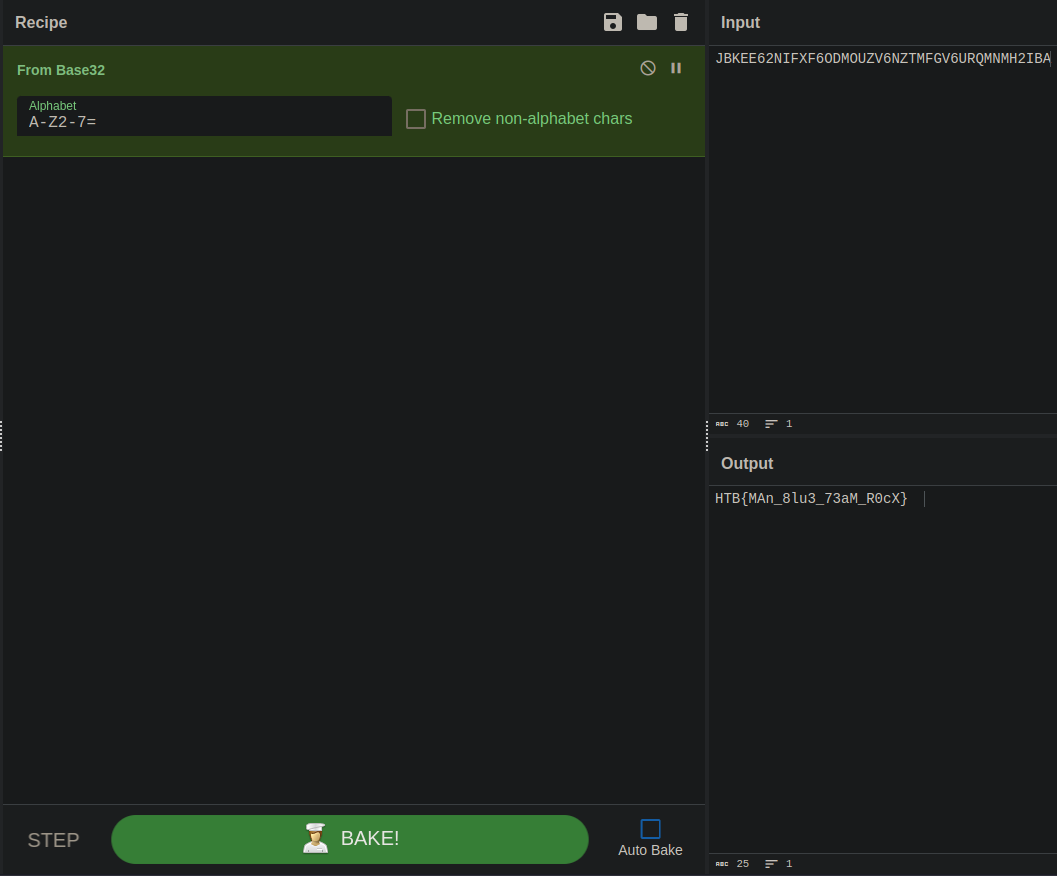 Recipe
From Base32
Alphabet
A-Z2-7=
Remove non-alphabet chars
STEP
BAKE!
Auto Bake
Input
JBKEE62NIFXF6ODMOUZV6NZTMFGV6URQMNMH2IBA
ABC 40 1
Output
HTB{MAn_8lu3_73aM_R0cX}
ABC 25 1